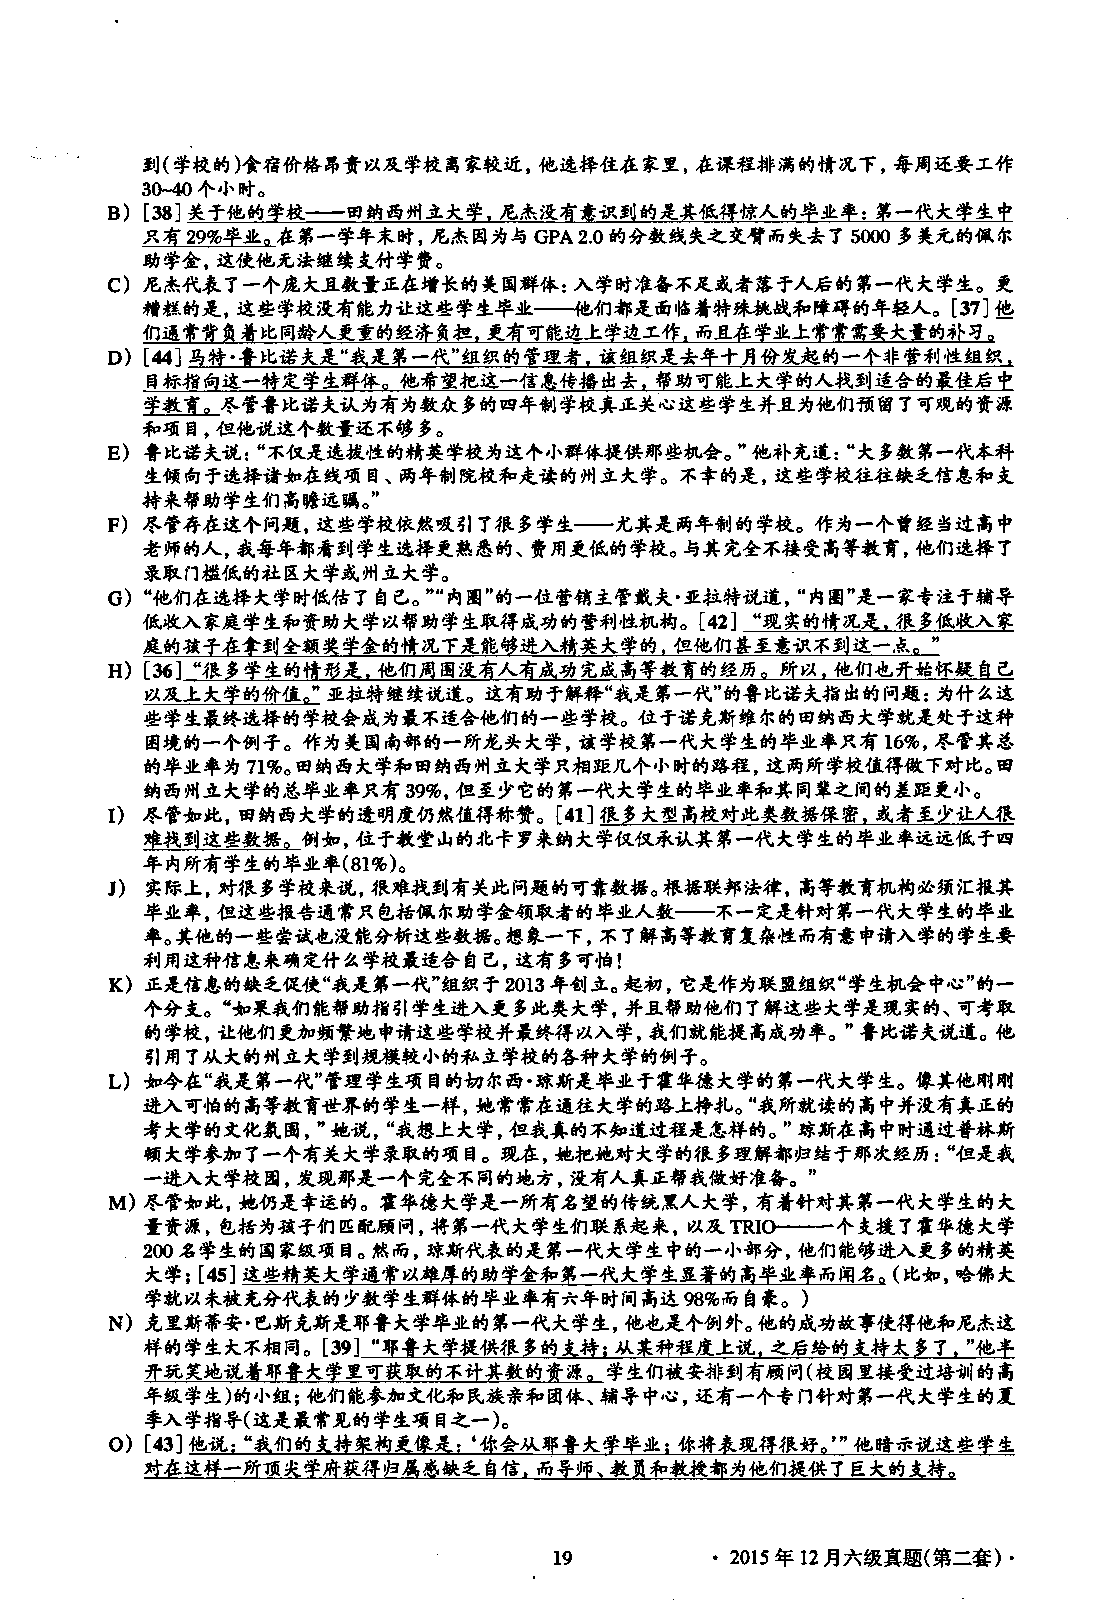 到(学校的)食宿价格昂贵以及学校离家较近，他选择住在家里，在课程排满的情况下，每周还要工作
30~40个小时。
B）[38]关于他的学校——田纳西州立大学，尼杰没有意识到的是其低得惊人的毕业率：第一代大学生中
只有29%毕业。在第一学年末时，尼杰因为与GPA2.0的分数线失之交臂而失去了5000多美元的佩尔
助学金，这使他无法继续支付学费。
C）尼杰代表了一个庞大且数量正在增长的美国群体：入学时准备不足或者落于人后的第一代大学生。更
糟糕的是，这些学校没有能力让这些学生毕业——他们都是面临着特殊挑战和障碍的年轻人。[37]他
们通常背负着比同龄人更重的经济负担，更有可能边上学边工作，而且在学业上常常需要大量的补习。
D）[44]马特·鲁比诺夫是“我是第一代”组织的管理者，该组织是去年十月份发起的一个非营利性组织，
目标指向这一特定学生群体。他希望把这一信息传播出去，帮助可能上大学的人找到适合的最佳后中
学教育。尽管鲁比诺夫认为有为数众多的四年制学校真正关心这些学生并且为他们预留了可观的资源
和项目，但他说这个数量还不够多。
E）鲁比诺夫说：“不仅是选拔性的精英学校为这个小群体提供那些机会。”他补充道：“大多数第一代本科
生倾向于选择诸如在线项目、两年制院校和走读的州立大学。不幸的是，这些学校往往缺乏信息和支
持来帮助学生们高瞻远瞩。”
F）尽管存在这个问题，这些学校依然吸引了很多学生——尤其是两年制的学校。作为一个曾经当过高中
老师的人，我每年都看到学生选择更熟悉的、费用更低的学校。与其完全不接受高等教育，他们选择了
录取门槛低的社区大学或州立大学。
G）“他们在选择大学时低估了自己。”“内圈”的一位营销主管戴夫·亚拉特说道，“内圈”是一家专注于辅导
低收入家庭学生和资助大学以帮助学生取得成功的营利性机构。[42]“现实的情况是，很多低收入家
庭的孩子在拿到全额奖学金的情况下是能够进入精英大学的，但他们甚至意识不到这一点。”
H）[36]“很多学生的情形是，他们周围没有人有成功完成高等教育的经历。所以，他们也开始怀疑自己
以及上大学的价值。”亚拉特继续说道。这有助于解释“我是第一代”的鲁比诺夫指出的问题：为什么这
些学生最终选择的学校会成为最不适合他们的一些学校。位于诺克斯维尔的田纳西大学就是处于这种
困境的一个例子。作为美国南部的一所龙头大学，该学校第一代大学生的毕业率只有16%，尽管其总
的毕业率为71%。田纳西大学和田纳西州立大学只相距几个小时的路程，这两所学校值得做下对比。田
纳西州立大学的总毕业率只有39%，但至少它的第一代大学生的毕业率和其同辈之间的差距更小。
I）尽管如此，田纳西大学的透明度仍然值得称赞。[41]很多大型高校对此类数据保密，或者至少让人很
难找到这些数据。例如，位于教堂山的北卡罗来纳大学仅仅承认其第一代大学生的毕业率远远低于四
年内所有学生的毕业率(81%)。
J）实际上，对很多学校来说，很难找到有关此问题的可靠数据。根据联邦法律，高等教育机构必须汇报其
毕业率，但这些报告通常只包括佩尔助学金领取者的毕业人数——不一定是针对第一代大学生的毕业
率。其他的一些尝试也没能分析这些数据。想象一下，不了解高等教育复杂性而有意申请入学的学生要
利用这种信息来确定什么学校最适合自己，这有多可怕！
K）正是信息的缺乏促使“我是第一代”组织于2013年创立。起初，它是作为联盟组织“学生机会中心”的一
个分支。“如果我们能帮助指引学生进入更多此类大学，并且帮助他们了解这些大学是现实的、可考取
的学校，让他们更加频繁地申请这些学校并最终得以入学，我们就能提高成功率。”鲁比诺夫说道。他
引用了从大的州立大学到规模较小的私立学校的各种大学的例子。
L）如今在“我是第一代”管理学生项目的切尔西·琼斯是毕业于霍华德大学的第一代大学生。像其他刚刚
进入可怕的高等教育世界的学生一样，她常常在通往大学的路上挣扎。“我所就读的高中并没有真正的
考大学的文化氛围，”她说，“我想上大学，但我真的不知道过程是怎样的。”琼斯在高中时通过普林斯
顿大学参加了一个有关大学录取的项目。现在，她把她对大学的很多理解都归结于那次经历：“但是我
一进入大学校园，发现那是一个完全不同的地方，没有人真正帮我做好准备。”
M）尽管如此，她仍是幸运的。霍华德大学是一所有名望的传统黑人大学，有着针对其第一代大学生的大
量资源，包括为孩子们匹配顾问，将第一代大学生们联系起来，以及TRIO——一个支援了霍华德大学
200名学生的国家级项目。然而，琼斯代表的是第一代大学生中的一小部分，他们能够进入更多的精英
大学；[45]这些精英大学通常以雄厚的助学金和第一代大学生显著的高毕业率而闻名。(比如，哈佛大
学就以未被充分代表的少数学生群体的毕业率有六年时间高达98%而自豪。)
N）克里斯蒂安·巴斯克斯是耶鲁大学毕业的第一代大学生，他也是个例外。他的成功故事使得他和尼杰这
样的学生大不相同。[39]“耶鲁大学提供很多的支持；从某种程度上说，之后给的支持太多了，”他半
开玩笑地说着耶鲁大学里可获取的不计其数的资源。学生们被安排到有顾问(校园里接受过培训的高
年级学生)的小组；他们能参加文化和民族亲和团体、辅导中心，还有一个专门针对第一代大学生的夏
季入学指导(这是最常见的学生项目之一)。
O）[43]他说：“我们的支持架构更像是：‘你会从耶鲁大学毕业；你将表现得很好。’”他暗示说这些学生
对在这样一所顶尖学府获得归属感缺乏自信，而导师、教员和教授都为他们提供了巨大的支持。
19
·2015年12月六级真题(第二套)·